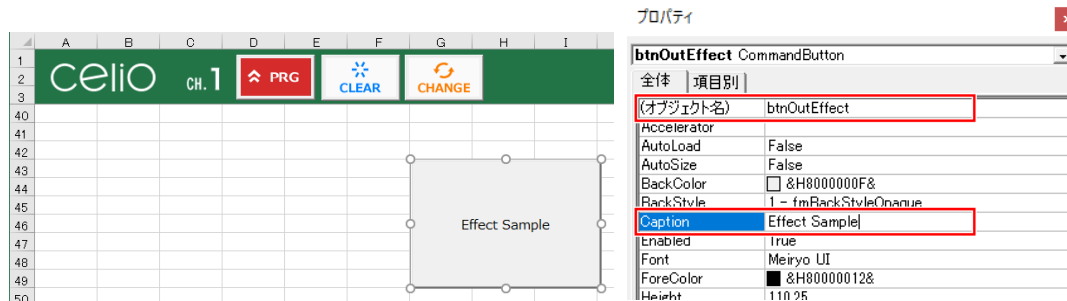 プロパティ
btnOutEffect CommandButton
全体 項目別
(オブジェクト名) btnOutEffect
Accelerator
AutoLoad False
AutoSize False
BackColor &H8000000F&
BackStyle 1 - fmBackStyleOpaque
Caption Effect Sample
Enabled True
Font Meiryo UI
ForeColor &H80000012&
Height 110.25
A B C D E F G H I
1
2
3
celio CH.1 PRG CLEAR CHANGE
40
41
42
43
44
45
46
47
48
49
50
Effect Sample